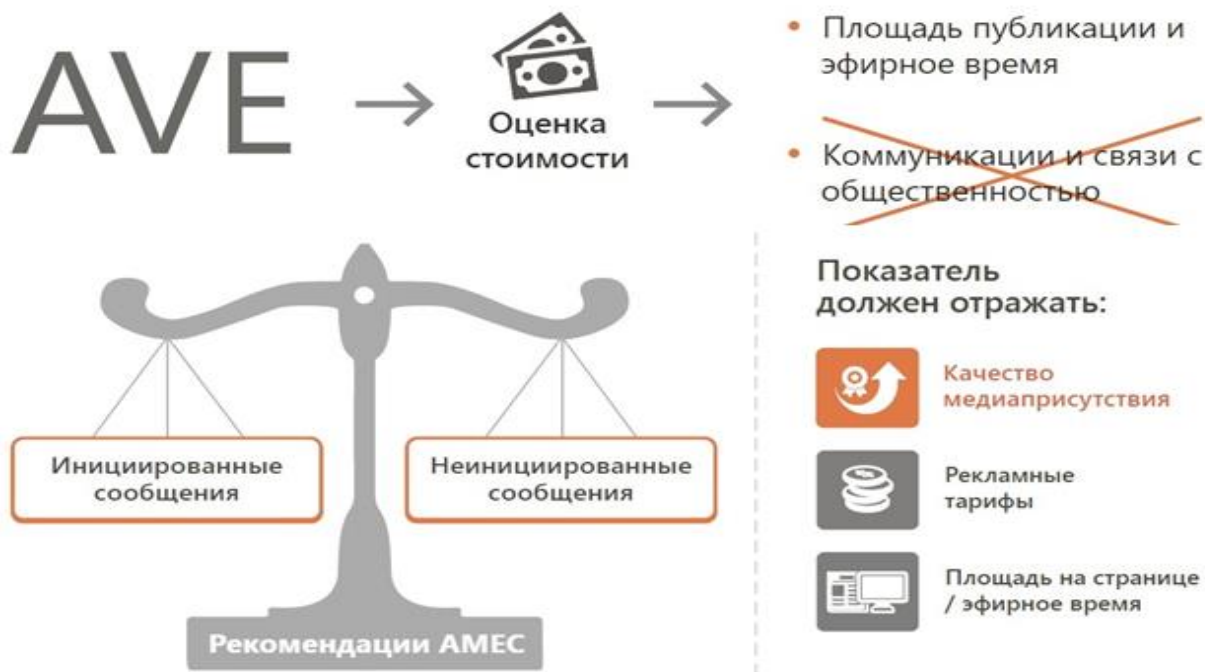 AVE
Оценка
стоимости
• Площадь публикации и
эфирное время
• Коммуникации и связи с
общественностью
Инициированные
сообщения
Неинициированные
сообщения
Рекомендации АМЕС
Показатель
должен отражать:
Качество
медиаприсутствия
Рекламные
тарифы
Площадь на странице
/ эфирное время